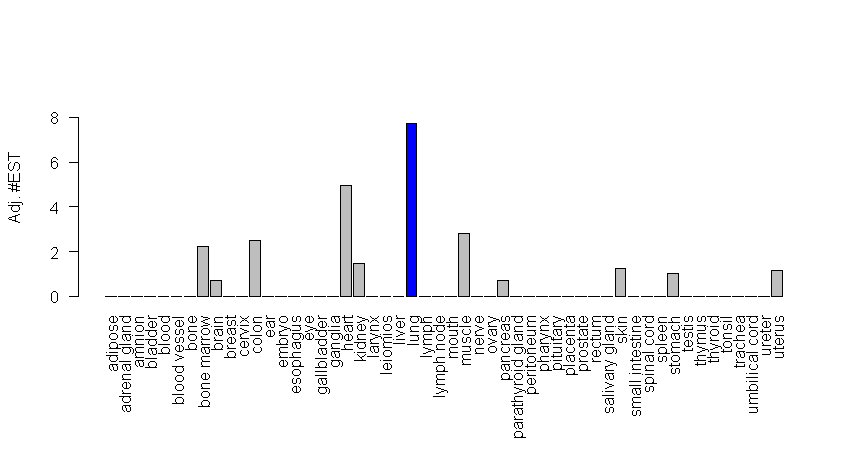 Adj. #EST
8
6
4
2
0
adipose
adrenal gland
amnion
bladder
blood
blood vessel
bone
bone marrow
brain
breast
cervix
colon
ear
embryo
esophagus
eye
gallbladder
ganglia
heart
kidney
larynx
leiomios
liver
lung
lymph
lymph node
mouth
muscle
nerve
ovary
pancreas
parathyroid gland
peritoneum
pharynx
pituitary
placenta
prostate
rectum
salivary gland
skin
small intestine
spinal cord
spleen
stomach
testis
thymus
thyroid
tonsil
trachea
umbilical cord
ureter
uterus